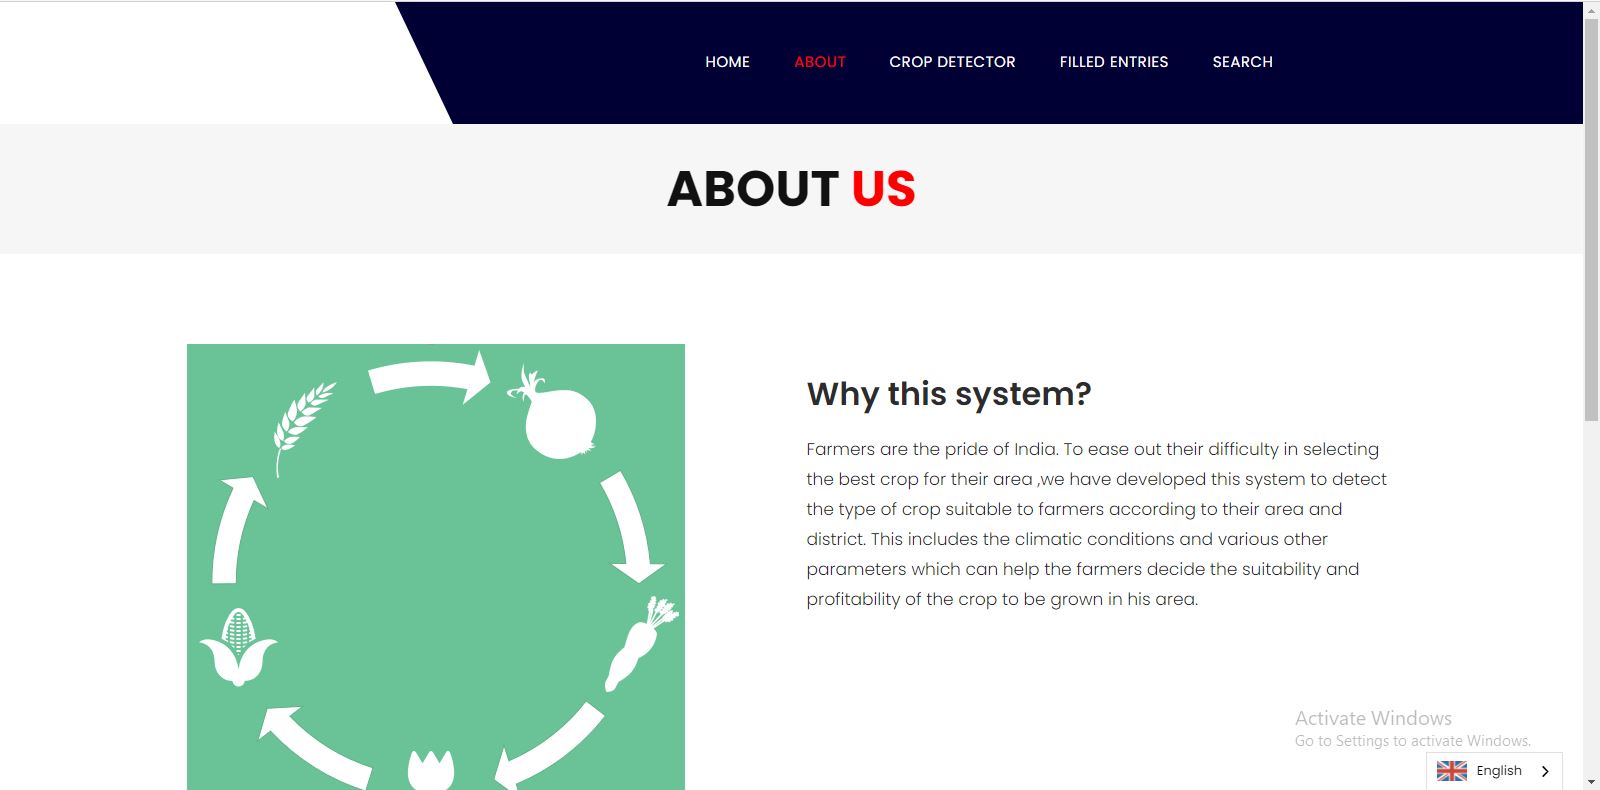 HOME ABOUT CROP DETECTOR FILLED ENTRIES SEARCH
ABOUT US
Why this system?
Farmers are the pride of India. To ease out their difficulty in selecting
the best crop for their area ,we have developed this system to detect
the type of crop suitable to farmers according to their area and
district. This includes the climatic conditions and various other
parameters which can help the farmers decide the suitability and
profitability of the crop to be grown in his area.
Activate Windows
Go to Settings to activate Windows.
English